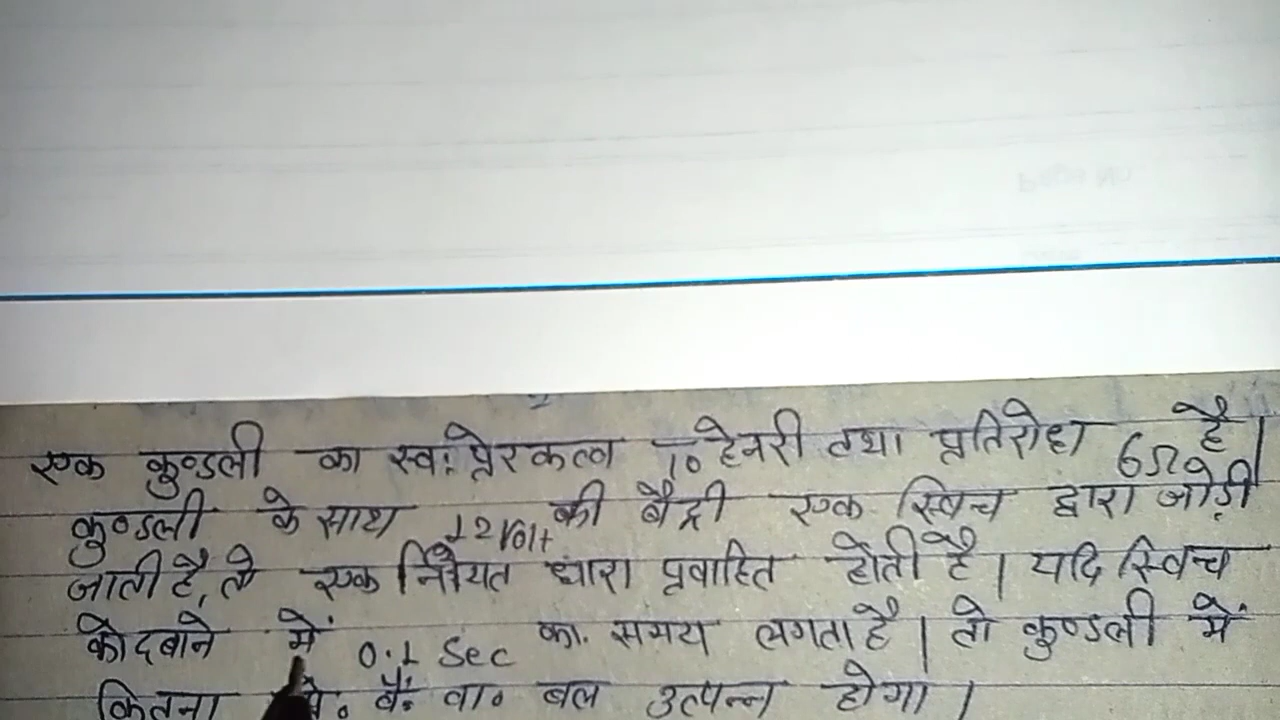 एक कुण्डली का स्व: प्रेरकत्व 10 हेनरी तथा प्रतिरोध 6Ω है।
कुण्डली के साथ 12 Volt की बैट्री एक स्विच द्वारा जोड़ी
जाती है, तो एक नियत धारा प्रवाहित होती है। यदि स्विच
को दबाने में 0.1 Sec का समय लगता है। तो कुण्डली में
कितना वै. वा. बल उत्पन्न होगा।